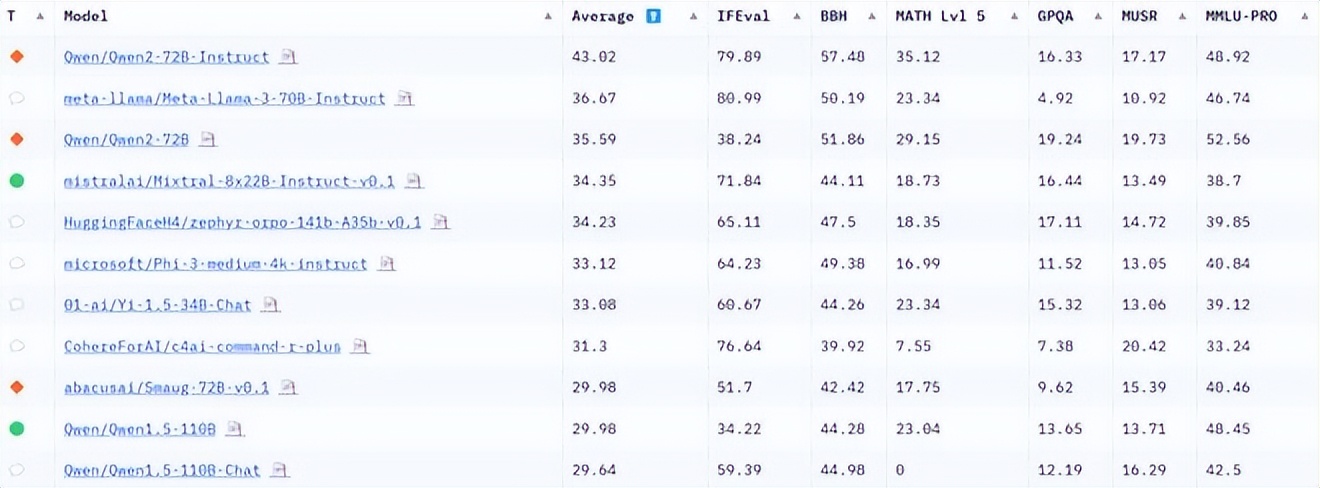 T Model Average IFEval BBH MATH Lvl 5 GPQA MUSR MMLU-PRO
Qwen/Qwen2-72B-Instruct 43.02 79.89 57.48 35.12 16.33 17.17 48.92
meta-llama/Meta-Llama-3-70B-Instruct 36.67 80.99 50.19 23.34 4.92 10.92 46.74
Qwen/Qwen2-72B 35.59 38.24 51.86 29.15 19.24 19.73 52.56
mistralai/Mixtral-8x22B-Instruct-v0.1 34.35 71.84 44.11 18.73 16.44 13.49 38.7
HuggingFaceH4/zephyr-orpo-141b-A35b-v0.1 34.23 65.11 47.5 18.35 17.11 14.72 39.85
microsoft/Phi-3-medium-4k-instruct 33.12 64.23 49.38 16.99 11.52 13.05 40.84
01-ai/Yi-1.5-34B-Chat 33.08 60.67 44.26 23.34 15.32 13.06 39.12
CohereForAI/c4ai-command-r-plus 31.3 76.64 39.92 7.55 7.38 20.42 33.24
abacusai/Smaug-72B-v0.1 29.98 51.7 42.42 17.75 9.62 15.39 40.46
Qwen/Qwen1.5-110B 29.98 34.22 44.28 23.04 13.65 13.71 48.45
Qwen/Qwen1.5-110B-Chat 29.64 59.39 44.98 0 12.19 16.29 42.5